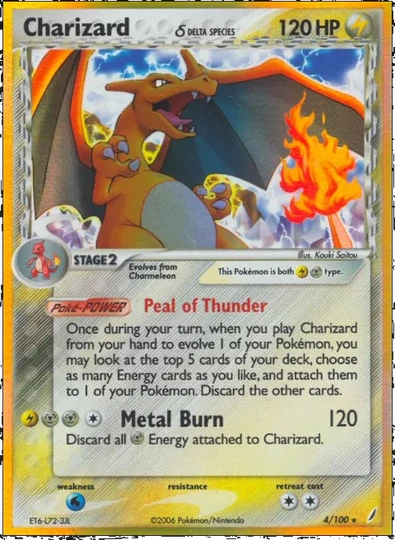 Charizard δ DELTA SPECIES 120 HP
Illus. Kouki Saitou
STAGE2
Evolves from
Charmeleon
This Pokémon is both type.
Poké-POWER Peal of Thunder
Once during your turn, when you play Charizard
from your hand to evolve 1 of your Pokémon, you
may look at the top 5 cards of your deck, choose
as many Energy cards as you like, and attach them
to 1 of your Pokémon. Discard the other cards.
Metal Burn 120
Discard all Energy attached to Charizard.
weakness resistance retreat cost
ET6-L72-3JL ©2006 Pokémon/Nintendo 4/100 ★